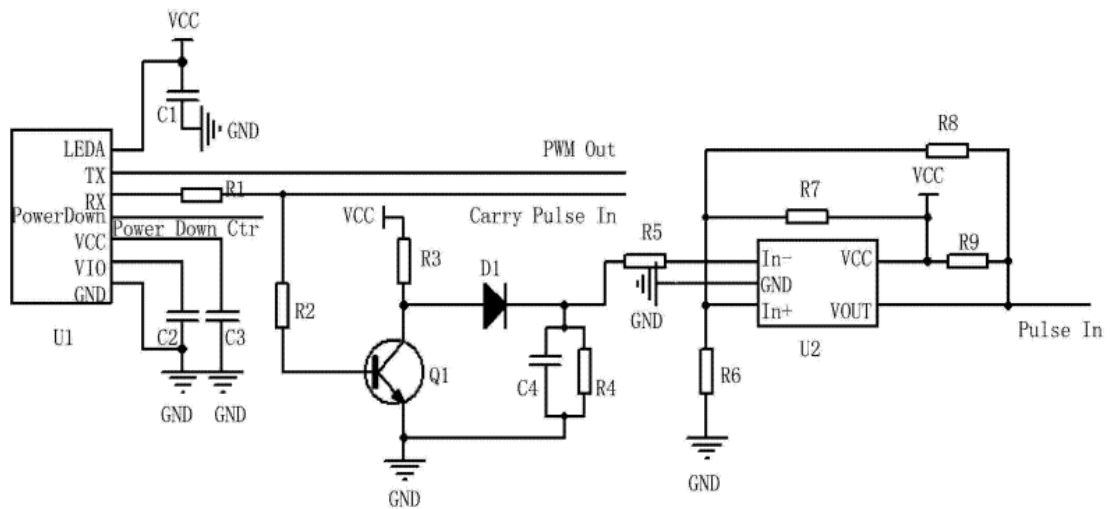 VCC
C1
GND
LEDA
TX
RX
PowerDown
VCC
VIO
GND
U1
R1
PWM Out
Carry Pulse In
Power Down Ctr
C2
C3
GND
GND
R2
VCC
R3
D1
Q1
C4
R4
GND
R5
GND
R8
R7
VCC
R9
In-
GND
In+
VCC
VOUT
U2
Pulse In
R6
GND